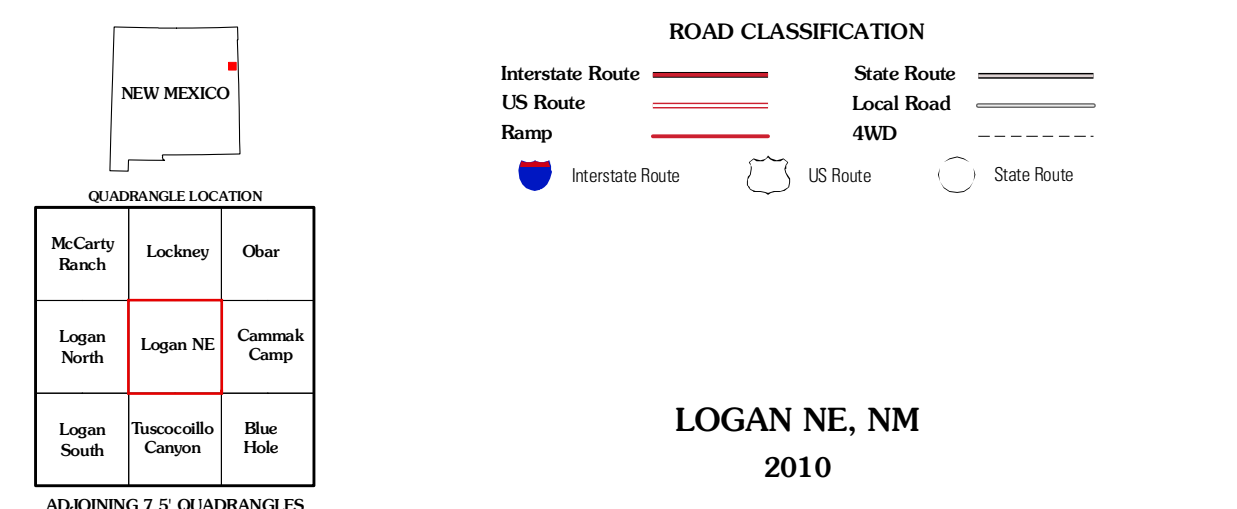 NEW MEXICO
QUADRANGLE LOCATION
McCarty
Ranch
Lockney
Obar
Logan
North
Logan NE
Cammak
Camp
Logan
South
Tuscocoillo
Canyon
Blue
Hole
ADJOINING 7.5' QUADRANGLES
ROAD CLASSIFICATION
Interstate Route
State Route
US Route
Local Road
Ramp
4WD
Interstate Route
US Route
State Route
LOGAN NE, NM
2010